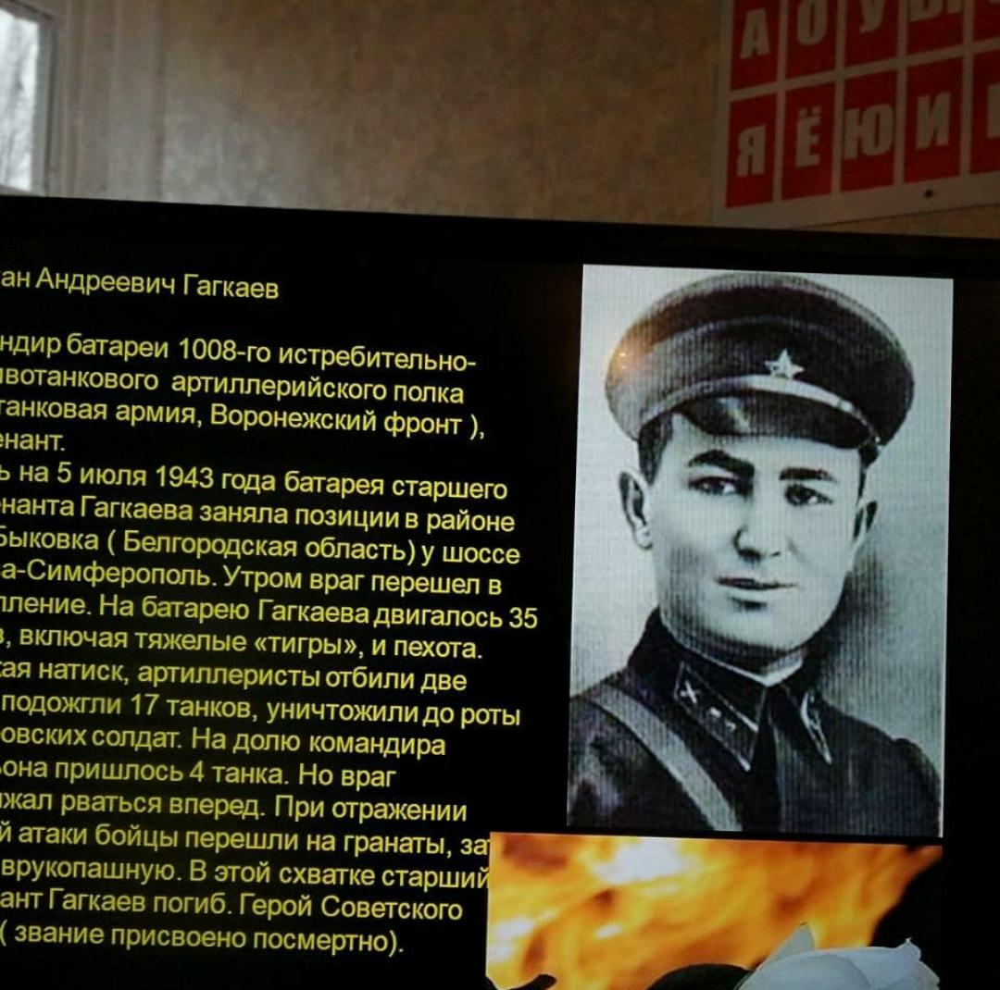 А О У Ы
Я Ё Ю И
ан Андреевич Гагкаев
ндир батареи 1008-го истребительно-
ивотанкового артиллерийского полка
танковая армия, Воронежский фронт ),
енант.
ь на 5 июля 1943 года батарея старшего
енанта Гагкаева заняла позиции в районе
Быковка ( Белгородская область) у шоссе
ва-Симферополь. Утром враг перешел в
пление. На батарею Гагкаева двигалось 35
в, включая тяжелые «тигры», и пехота.
кая натиск, артиллеристы отбили две
подожгли 17 танков, уничтожили до роты
овских солдат. На долю командира
ьона пришлось 4 танка. Но враг
жал рваться вперед. При отражении
й атаки бойцы перешли на гранаты, зат
врукопашную. В этой схватке старший
ант Гагкаев погиб. Герой Советского
( звание присвоено посмертно).